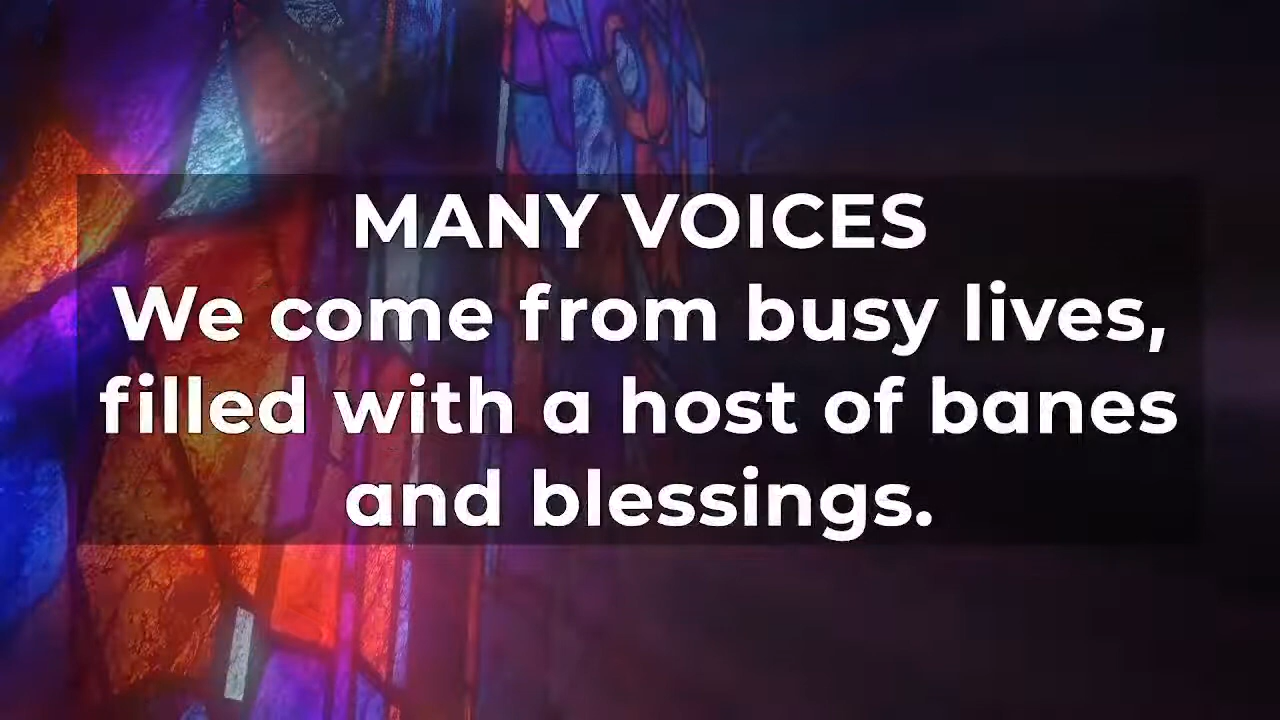 MANY VOICES
We come from busy lives,
filled with a host of banes
and blessings.